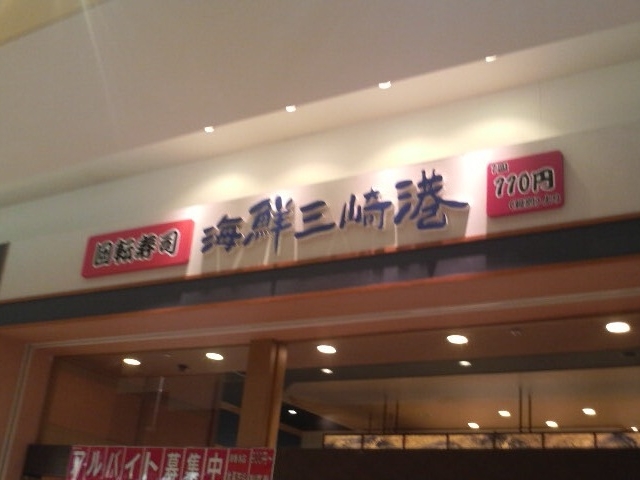 回転寿司
海鮮三崎港
110円
アルバイト募集中